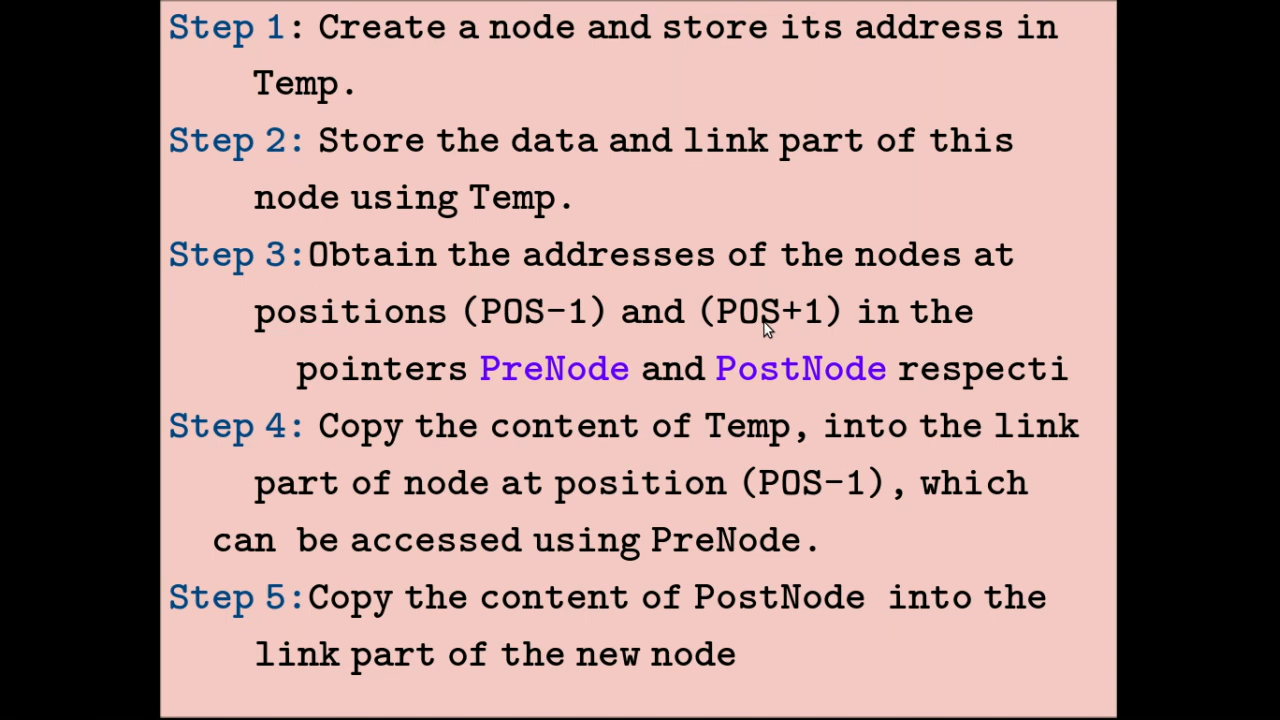 Step 1: Create a node and store its address in
Temp.
Step 2: Store the data and link part of this
node using Temp.
Step 3:Obtain the addresses of the nodes at
positions (POS-1) and (POS+1) in the
pointers PreNode and PostNode respecti
Step 4: Copy the content of Temp, into the link
part of node at position (POS-1), which
can be accessed using PreNode.
Step 5:Copy the content of PostNode into the
link part of the new node